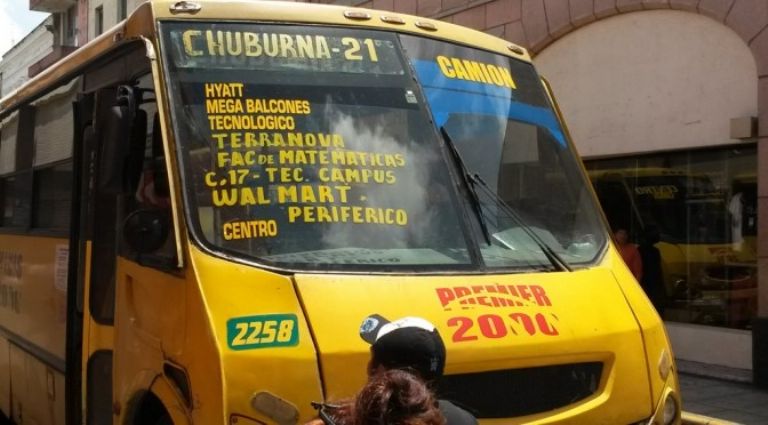 CHUBURNA-21
CAMION
HYATT
MEGA BALCONES
TECNOLOGICO
TERRANOVA
FAC DE MATEMATICAS
C.17-TEC. CAMPUS
WAL MART.
PERIFERICO
CENTRO
PREMIER
2000
2258